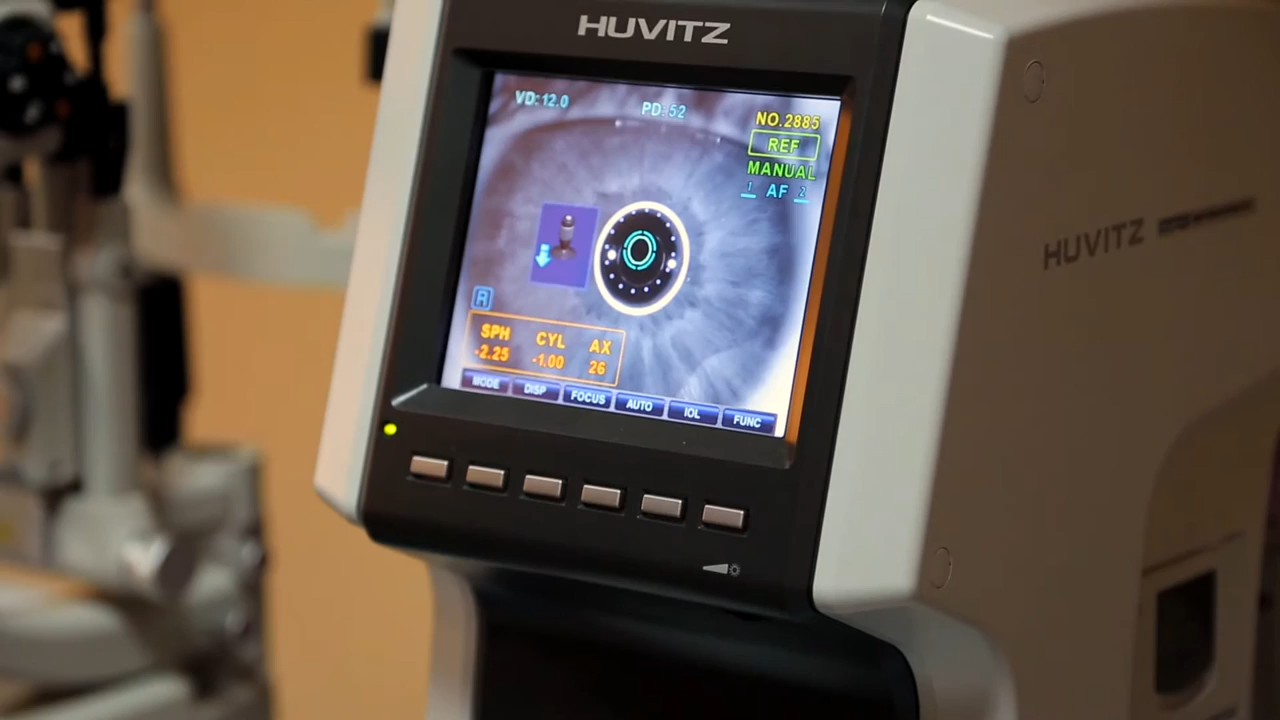 HUVITZ
VD:12.0
PD:52
NO.2885
REF
MANUAL
1 AF 2
R
SPH CYL AX
-2.25 -1.00 26
MODE DISP FOCUS AUTO IOL FUNC
HUVITZ